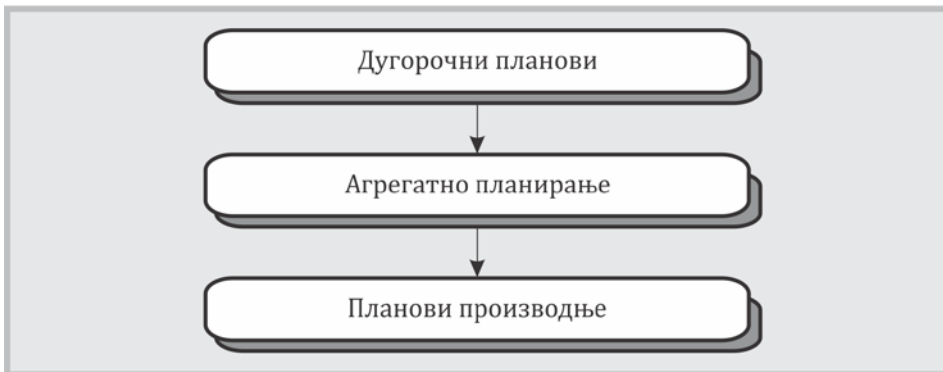 Дугорочни планови
Агрегатно планирање
Планови производње